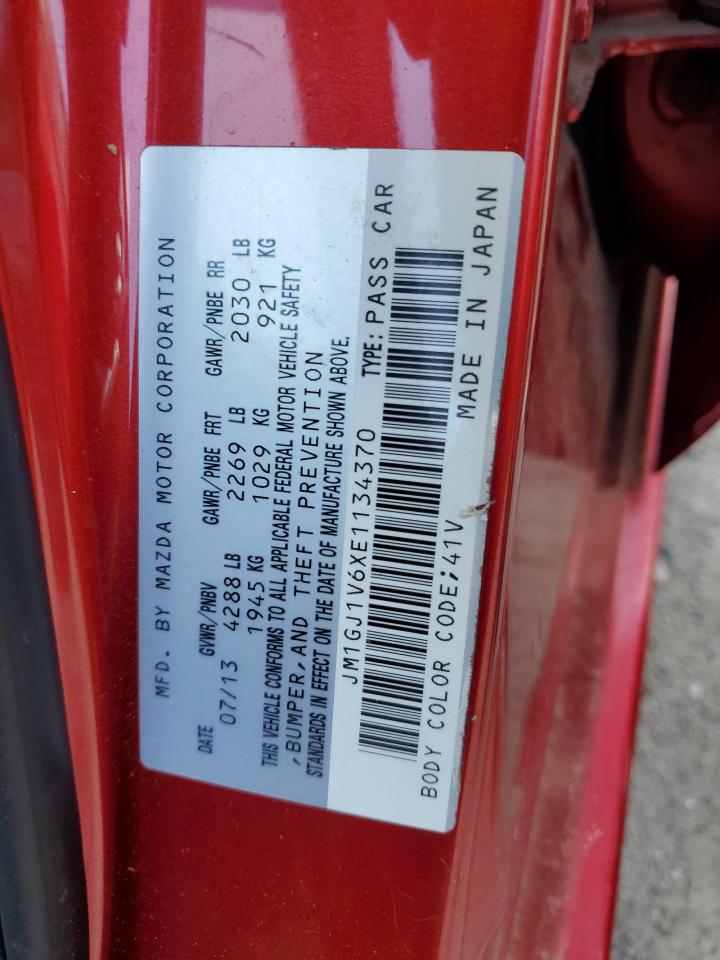 MFD. BY MAZDA MOTOR CORPORATION
DATE GVWR/PNBV GAWR/PNBE FRT GAWR/PNBE RR
07/13 4288 LB 2269 LB 2030 LB
1945 KG 1029 KG 921 KG
THIS VEHICLE CONFORMS TO ALL APPLICABLE FEDERAL MOTOR VEHICLE SAFETY
,BUMPER,AND THEFT PREVENTION
STANDARDS IN EFFECT ON THE DATE OF MANUFACTURE SHOWN ABOVE.
JM1GJ1V6XE1134370 TYPE: PASS CAR
BODY COLOR CODE;41V MADE IN JAPAN